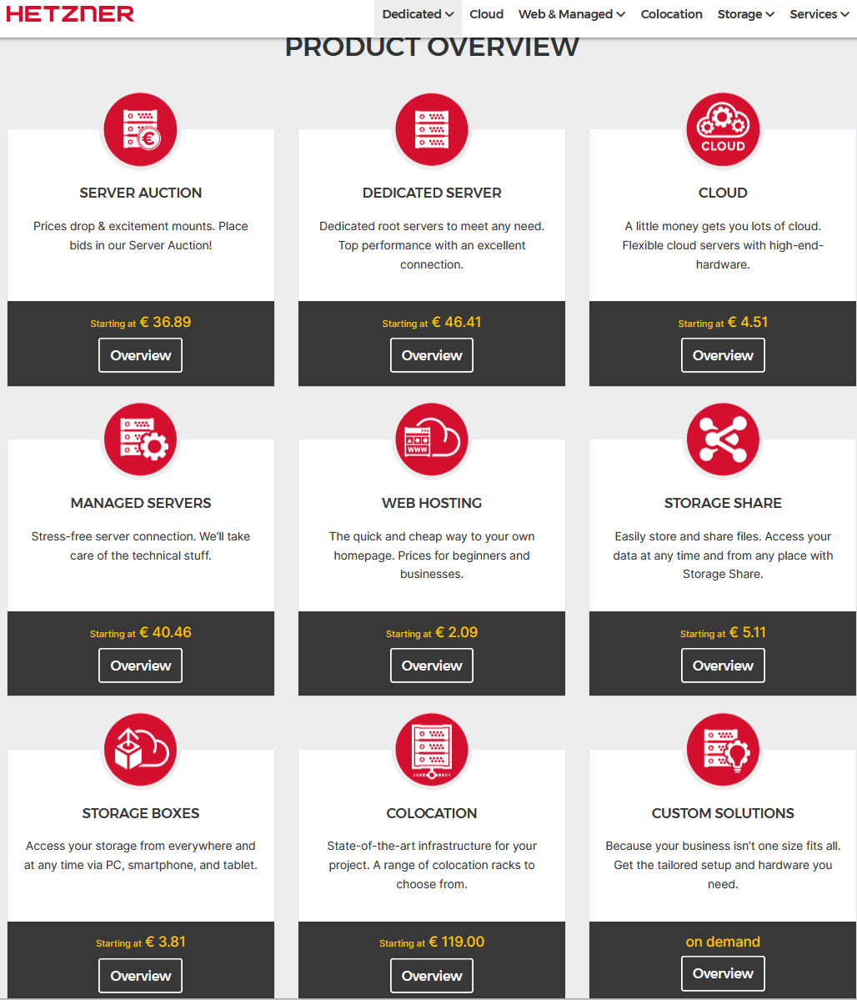 HETZNER
Dedicated
Cloud
Web & Managed
Colocation
Storage
Services
PRODUCT OVERVIEW
€
CLOUD
SERVER AUCTION
Prices drop & excitement mounts. Place
bids in our Server Auction!
Starting at € 36.89
Overview
DEDICATED SERVER
Dedicated root servers to meet any need.
Top performance with an excellent
connection.
Starting at € 46.41
Overview
CLOUD
A little money gets you lots of cloud.
Flexible cloud servers with high-end-
hardware.
Starting at € 4.51
Overview
MANAGED SERVERS
Stress-free server connection. We’ll take
care of the technical stuff.
Starting at € 40.46
Overview
WWW
WEB HOSTING
The quick and cheap way to your own
homepage. Prices for beginners and
businesses.
Starting at € 2.09
Overview
STORAGE SHARE
Easily store and share files. Access your
data at any time and from any place with
Storage Share.
Starting at € 5.11
Overview
STORAGE BOXES
Access your storage from everywhere and
at any time via PC, smartphone, and tablet.
Starting at € 3.81
Overview
COLOCATION
State-of-the-art infrastructure for your
project. A range of colocation racks to
choose from.
Starting at € 119.00
Overview
CUSTOM SOLUTIONS
Because your business isn’t one size fits all.
Get the tailored setup and hardware you
need.
on demand
Overview